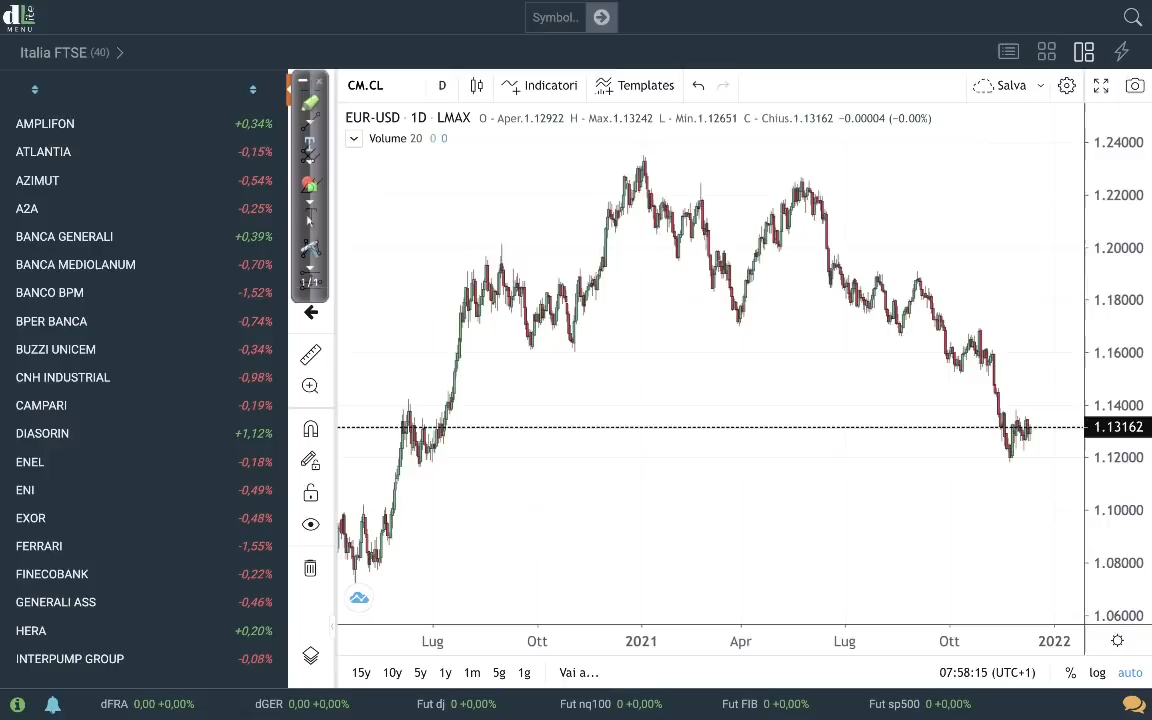 dL Lite
MENU
Symbol..
Italia FTSE (40)
CM.CL D Indicatori Templates Salva
EUR-USD · 1D · LMAX O - Aper.1.12922 H - Max.1.13242 L - Min.1.12651 C - Chius.1.13162 -0.00004 (-0.00%)
Volume 20 0 0
AMPLIFON +0,34%
ATLANTIA -0,15%
AZIMUT -0,54%
A2A -0,25%
BANCA GENERALI +0,39%
BANCA MEDIOLANUM -0,70%
BANCO BPM -1,52%
BPER BANCA -0,74%
BUZZI UNICEM -0,34%
CNH INDUSTRIAL -0,98%
CAMPARI -0,19%
DIASORIN +1,12%
ENEL -0,18%
ENI -0,49%
EXOR -0,48%
FERRARI -1,55%
FINECOBANK -0,22%
GENERALI ASS -0,46%
HERA +0,20%
INTERPUMP GROUP -0,08%
T
1/1
1.24000
1.22000
1.20000
1.18000
1.16000
1.14000
1.13162
1.12000
1.10000
1.08000
1.06000
Lug Ott 2021 Apr Lug Ott 2022
15y 10y 5y 1y 1m 5g 1g Vai a... 07:58:15 (UTC+1) % log auto
dFRA 0,00 +0,00% dGER 0,00 +0,00% Fut dj 0 +0,00% Fut nq100 0 +0,00% Fut FIB 0 +0,00% Fut sp500 0 +0,00%